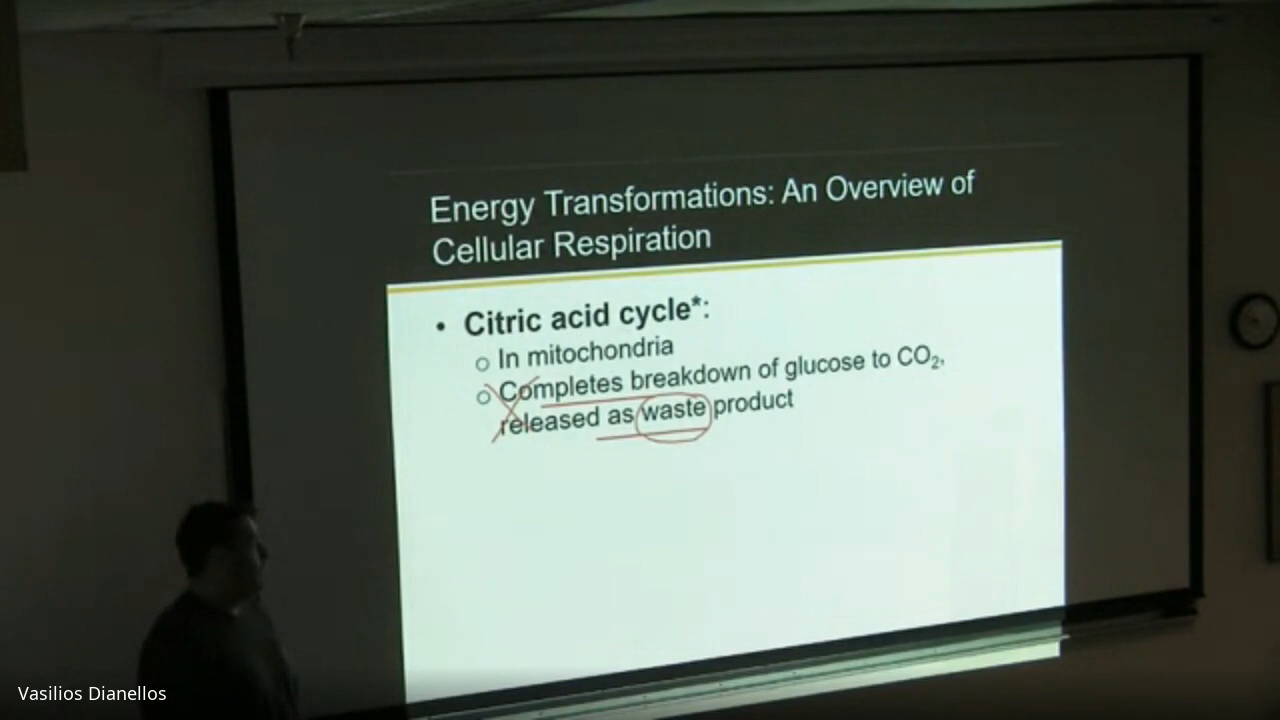 Energy Transformations: An Overview of
Cellular Respiration
• Citric acid cycle*:
o In mitochondria
o Completes breakdown of glucose to CO₂,
released as waste product
Vasilios Dianellos